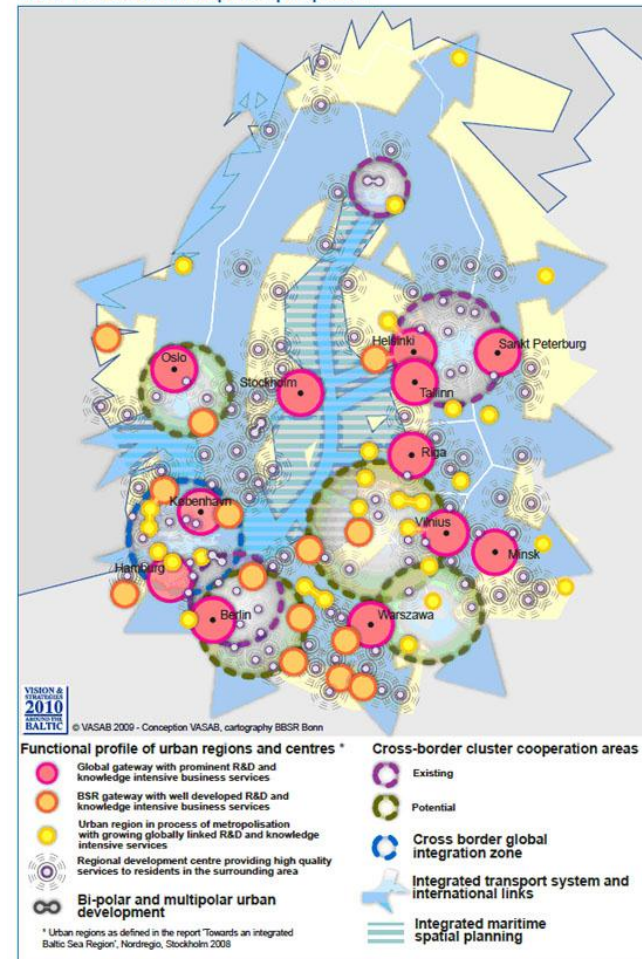 Oslo
Stockholm
Helsinki
Sankt Peterburg
Tallinn
Riga
København
Vilnius
Minsk
Hamburg
Berlin
Warszawa
VISION &
STRATEGIES
2010
AROUND THE
BALTIC
© VASAB 2009 - Conception VASAB, cartography BBSR Bonn
Functional profile of urban regions and centres *
Global gateway with prominent R&D and
knowledge intensive business services
BSR gateway with well developed R&D and
knowledge intensive business services
Urban region in process of metropolisation
with growing globally linked R&D and knowledge
intensive services
Regional development centre providing high quality
services to residents in the surrounding area
Bi-polar and multipolar urban
development
* Urban regions as defined in the report 'Towards an integrated
Baltic Sea Region', Nordregio, Stockholm 2008
Cross-border cluster cooperation areas
Existing
Potential
Cross border global
integration zone
Integrated transport system and
international links
Integrated maritime
spatial planning